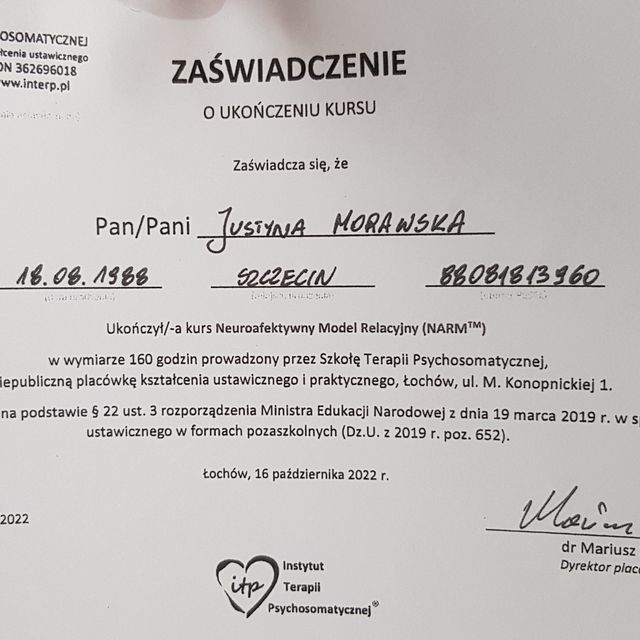 OSOMATYCZNEJ
łcenia ustawicznego
ON 362696018
www.interp.pl
ZAŚWIADCZENIE
O UKOŃCZENIU KURSU
Zaświadcza się, że
Pan/Pani JUSTYNA MORAWSKA
18.08.1988 SZCZECIN 88081813960
Ukończył/-a kurs Neuroafektywny Model Relacyjny (NARM™)
w wymiarze 160 godzin prowadzony przez Szkołę Terapii Psychosomatycznej,
iepubliczną placówkę kształcenia ustawicznego i praktycznego, Łochów, ul. M. Konopnickiej 1.
na podstawie § 22 ust. 3 rozporządzenia Ministra Edukacji Narodowej z dnia 19 marca 2019 r. w sp
ustawicznego w formach pozaszkolnych (Dz.U. z 2019 r. poz. 652).
Łochów, 16 października 2022 r.
2022
dr Mariusz
Dyrektor plac
itp
Instytut
Terapii
Psychosomatycznej®